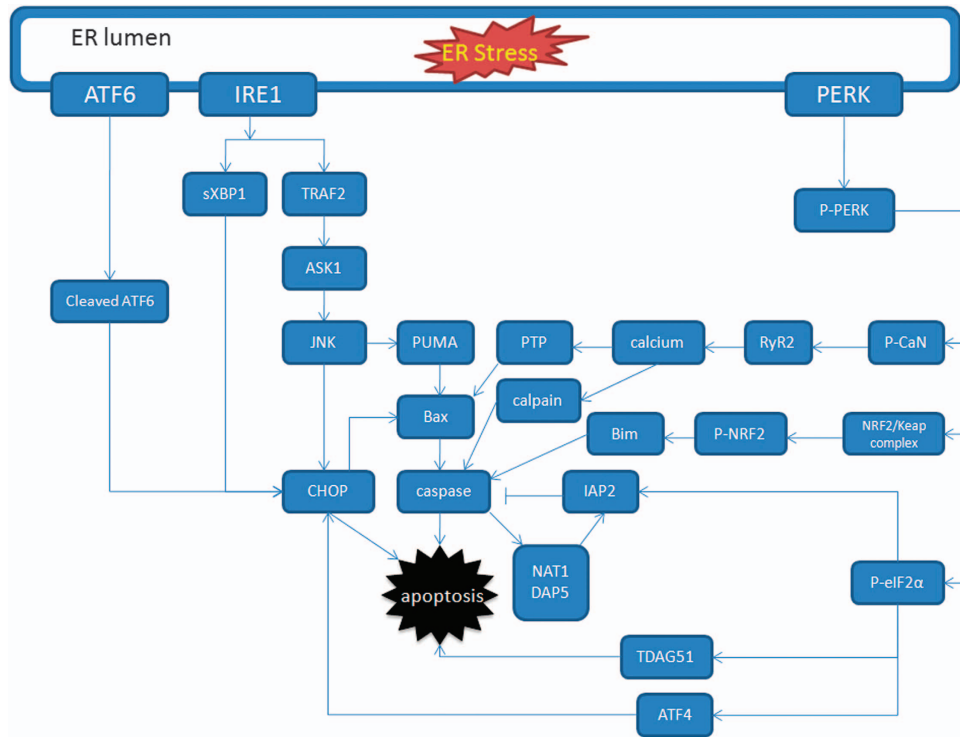 ER lumen
ER Stress
ATF6
IRE1
PERK
sXBP1
TRAF2
P-PERK
ASK1
Cleaved ATF6
JNK
PUMA
PTP
calcium
RyR2
P-CaN
calpain
Bax
Bim
P-NRF2
NRF2/Keap
complex
CHOP
caspase
IAP2
NAT1
DAP5
P-eIF2α
apoptosis
TDAG51
ATF4